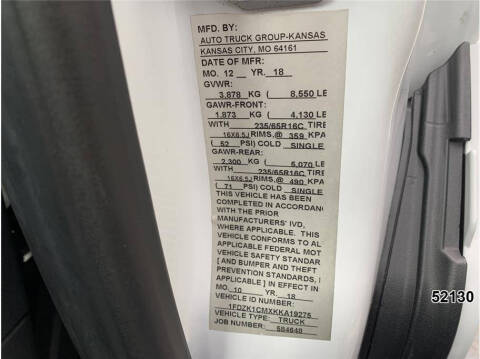 MFD. BY:
AUTO TRUCK GROUP-KANSAS
KANSAS CITY, MO 64161
DATE OF MFR:
MO. 12 YR. 18
GVWR:
3,878 KG ( 8,550 LE
GAWR-FRONT:
1,873 KG ( 4,130 LE
WITH 235/65R16C TIRE
16X6.5J RIMS,@ 359 KPA
( 52 PSI) COLD SINGLE
GAWR-REAR:
2,300 KG ( 5,070 LE
WITH 235/65R16C TIRE
16X6.5J RIMS,@ 490 KPA
( 71 PSI) COLD SINGLE
THIS VEHICLE HAS BEEN
COMPLETED IN ACCORDANC
WITH THE PRIOR
MANUFACTURERS' IVD,
WHERE APPLICABLE. THIS
VEHICLE CONFORMS TO AL
APPLICABLE FEDERAL MOT
VEHICLE SAFETY STANDAR
[ AND BUMPER AND THEFT
PREVENTION STANDARDS, I
APPLICABLE ] IN EFFECT IN
MO. 10 YR. 18
VEHICLE ID NUMBER:
1FDZK1CMXKKA19275
VEHICLE TYPE: TRUCK
JOB NUMBER: 584648
52130